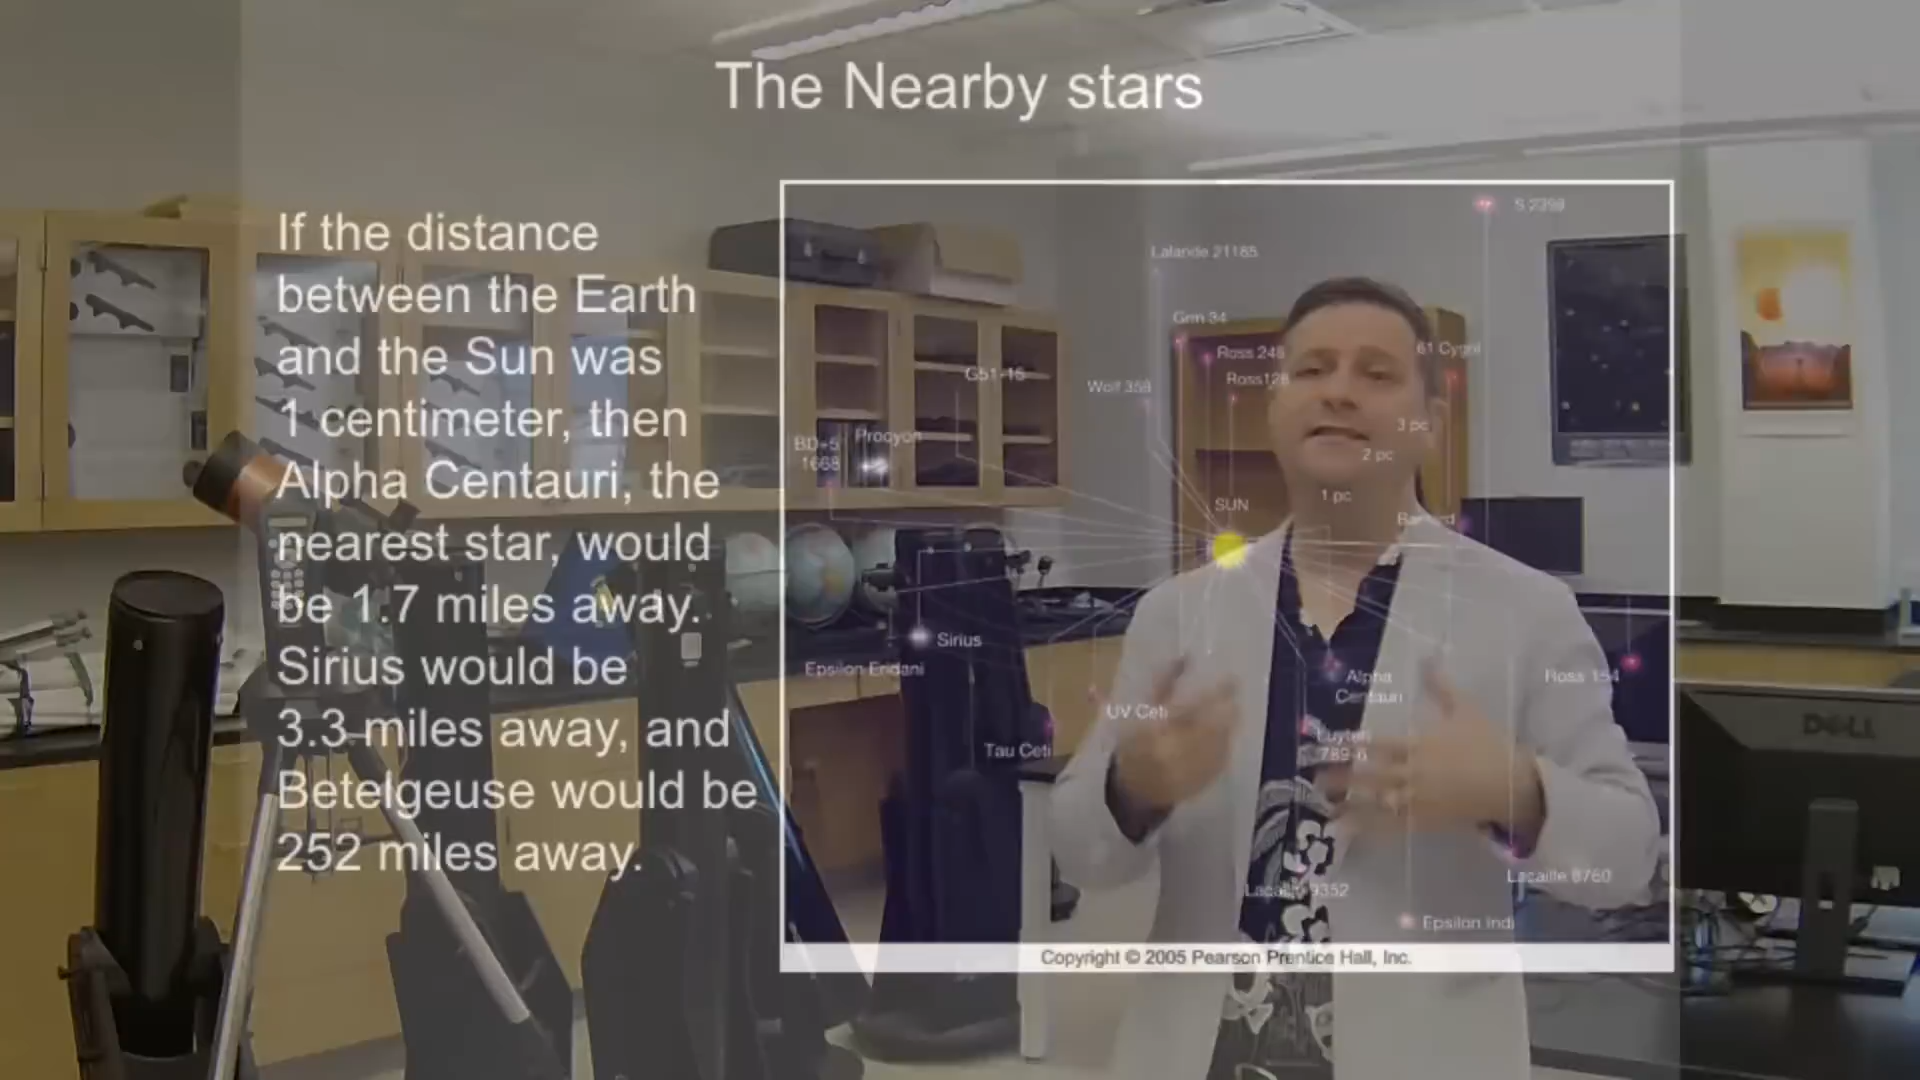 The Nearby stars
If the distance
between the Earth
and the Sun was
1 centimeter, then
Alpha Centauri, the
nearest star, would
be 1.7 miles away.
Sirius would be
3.3 miles away, and
Betelgeuse would be
252 miles away.
S 2398
Lalande 21185
Grm 34
Ross 248
61 Cygni
G51-15
Ross128
Wolf 359
3 pc
BD+5
1668
Procyon
2 pc
1 pc
SUN
Barnard
Sirius
Epsilon Eridani
Alpha
Centauri
Ross 154
UV Ceti
Luyten
789-6
Tau Ceti
DELL
Lacaille 8760
Lacaille 9352
Epsilon Indi
Copyright © 2005 Pearson Prentice Hall, Inc.